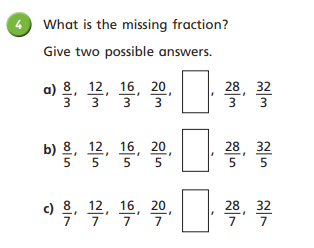 4 What is the missing fraction?
Give two possible answers.
a) 8/3, 12/3, 16/3, 20/3, , 28/3, 32/3
b) 8/5, 12/5, 16/5, 20/5, , 28/5, 32/5
c) 8/7, 12/7, 16/7, 20/7, , 28/7, 32/7